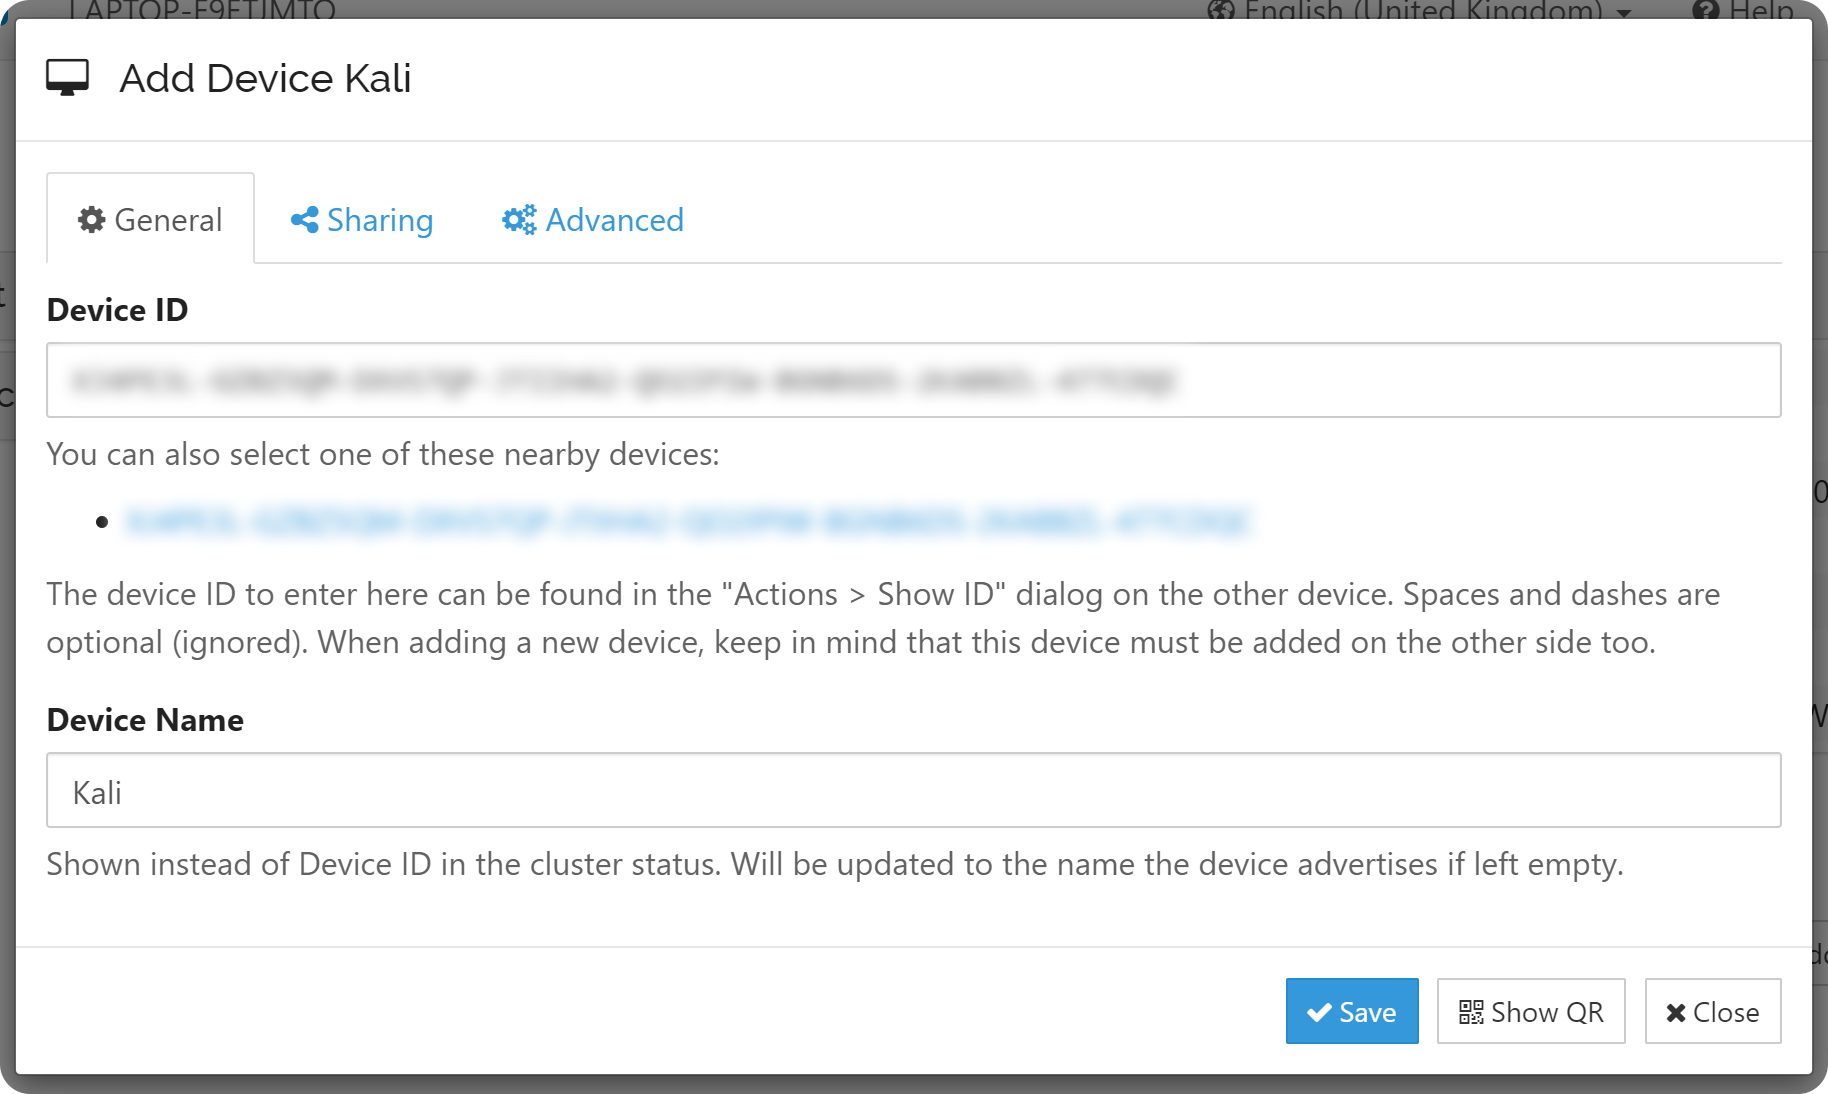 English (United Kingdom)
Help
Add Device Kali
General
Sharing
Advanced
Device ID
You can also select one of these nearby devices:
The device ID to enter here can be found in the "Actions > Show ID" dialog on the other device. Spaces and dashes are
optional (ignored). When adding a new device, keep in mind that this device must be added on the other side too.
Device Name
Kali
Shown instead of Device ID in the cluster status. Will be updated to the name the device advertises if left empty.
Save
Show QR
Close